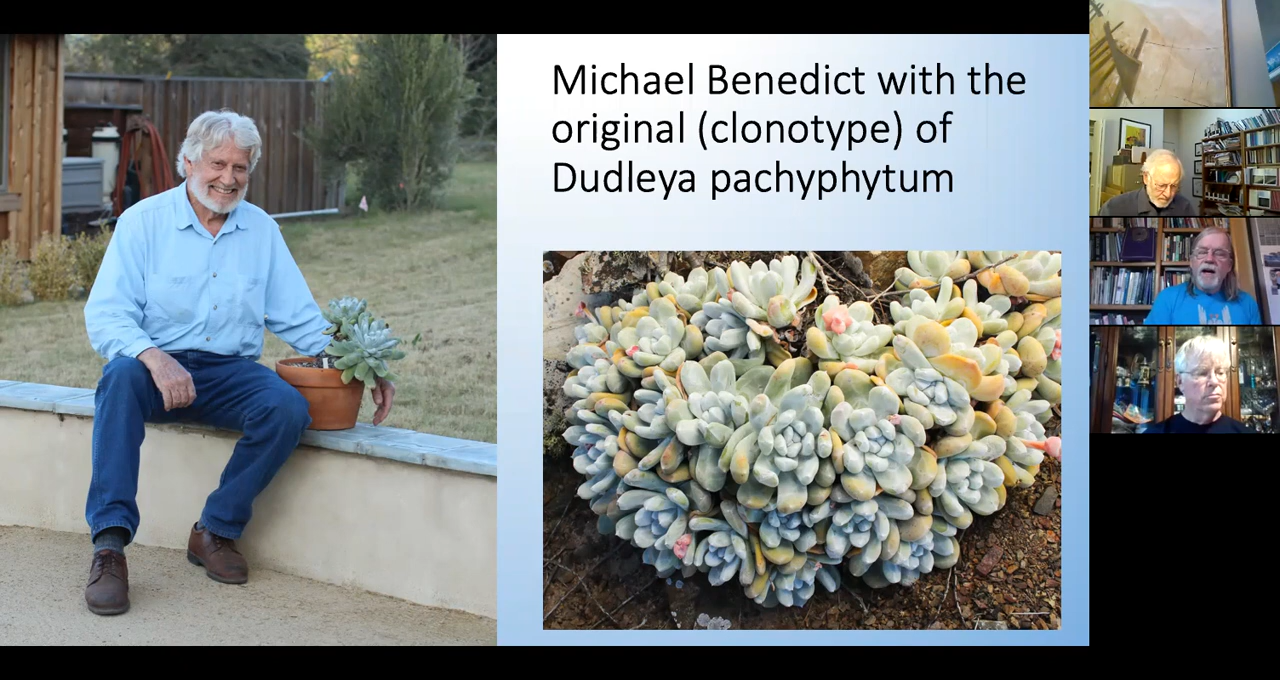 Michael Benedict with the
original (clonotype) of
Dudleya pachyphytum